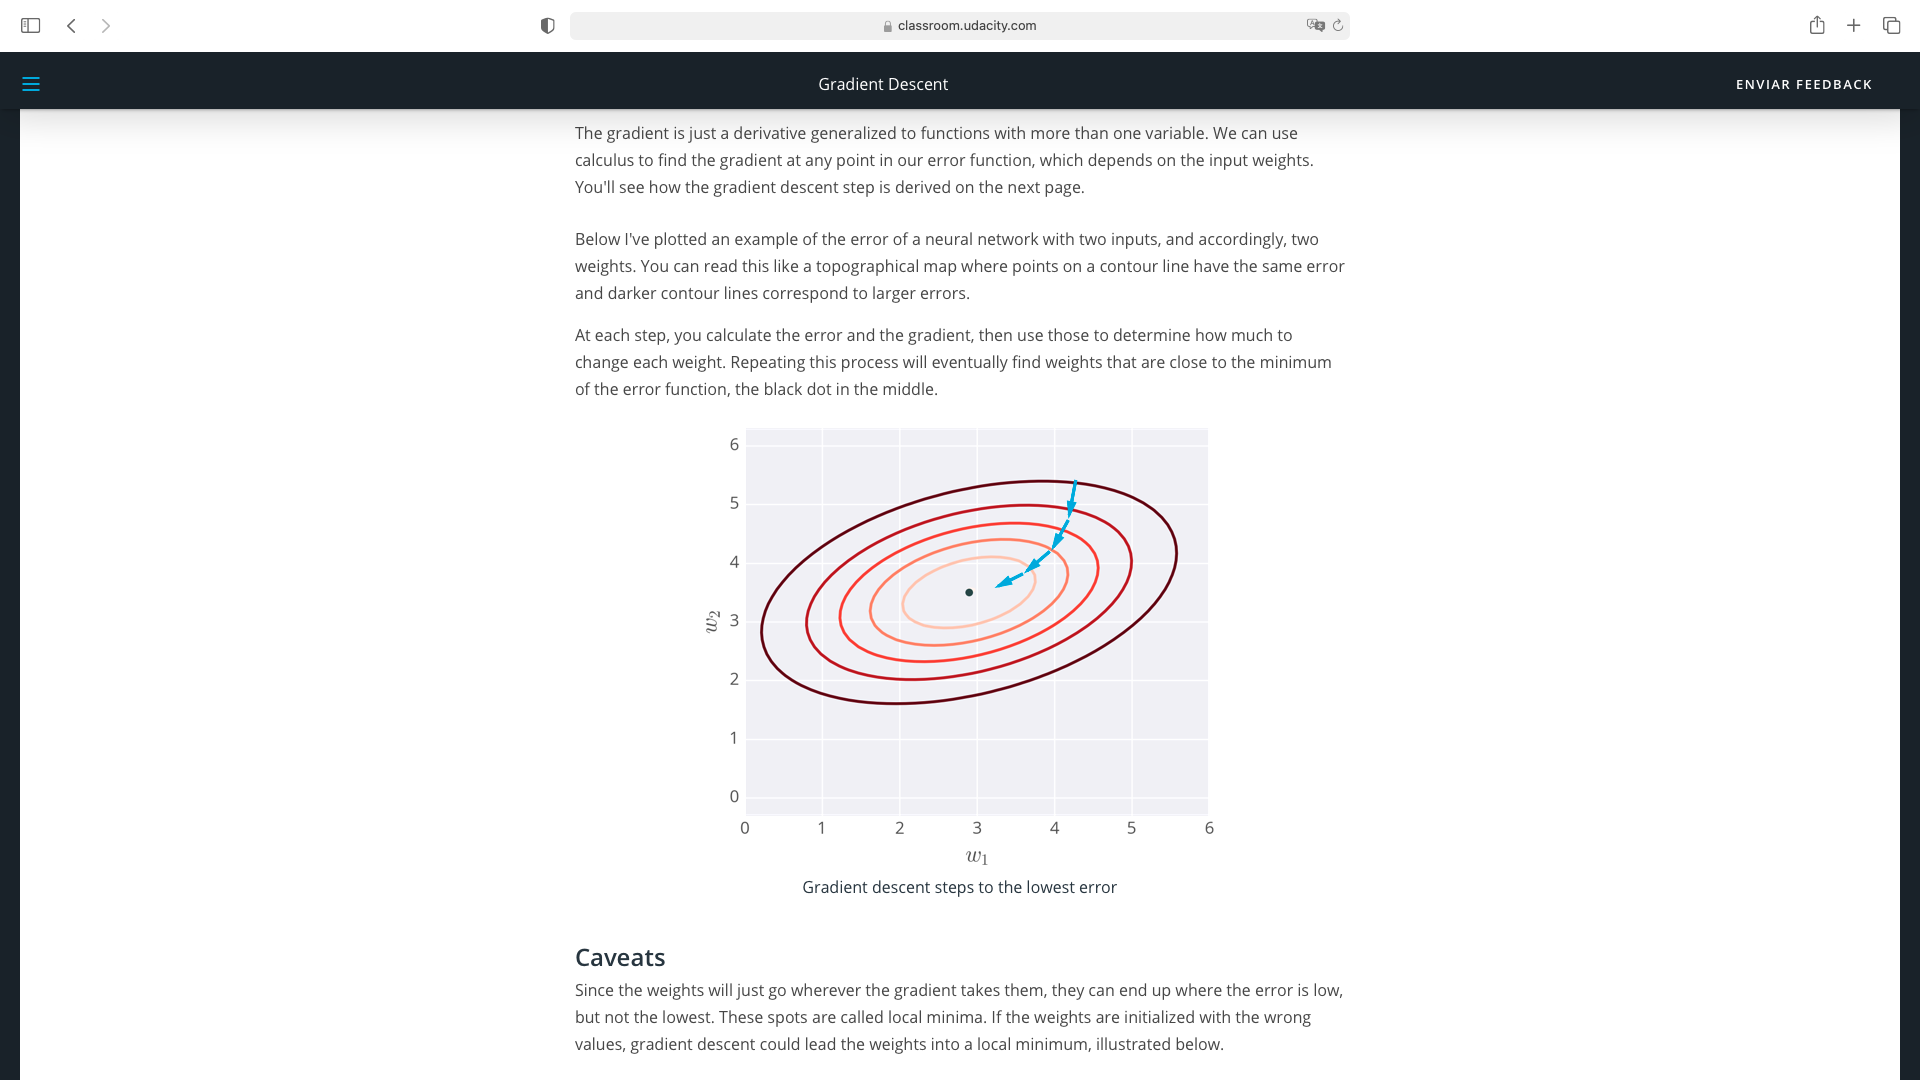 classroom.udacity.com
Gradient Descent
ENVIAR FEEDBACK
The gradient is just a derivative generalized to functions with more than one variable. We can use
calculus to find the gradient at any point in our error function, which depends on the input weights.
You'll see how the gradient descent step is derived on the next page.
Below I've plotted an example of the error of a neural network with two inputs, and accordingly, two
weights. You can read this like a topographical map where points on a contour line have the same error
and darker contour lines correspond to larger errors.
At each step, you calculate the error and the gradient, then use those to determine how much to
change each weight. Repeating this process will eventually find weights that are close to the minimum
of the error function, the black dot in the middle.
6
5
4
w2
3
2
1
0
0 1 2 3 4 5 6
w1
Gradient descent steps to the lowest error
Caveats
Since the weights will just go wherever the gradient takes them, they can end up where the error is low,
but not the lowest. These spots are called local minima. If the weights are initialized with the wrong
values, gradient descent could lead the weights into a local minimum, illustrated below.